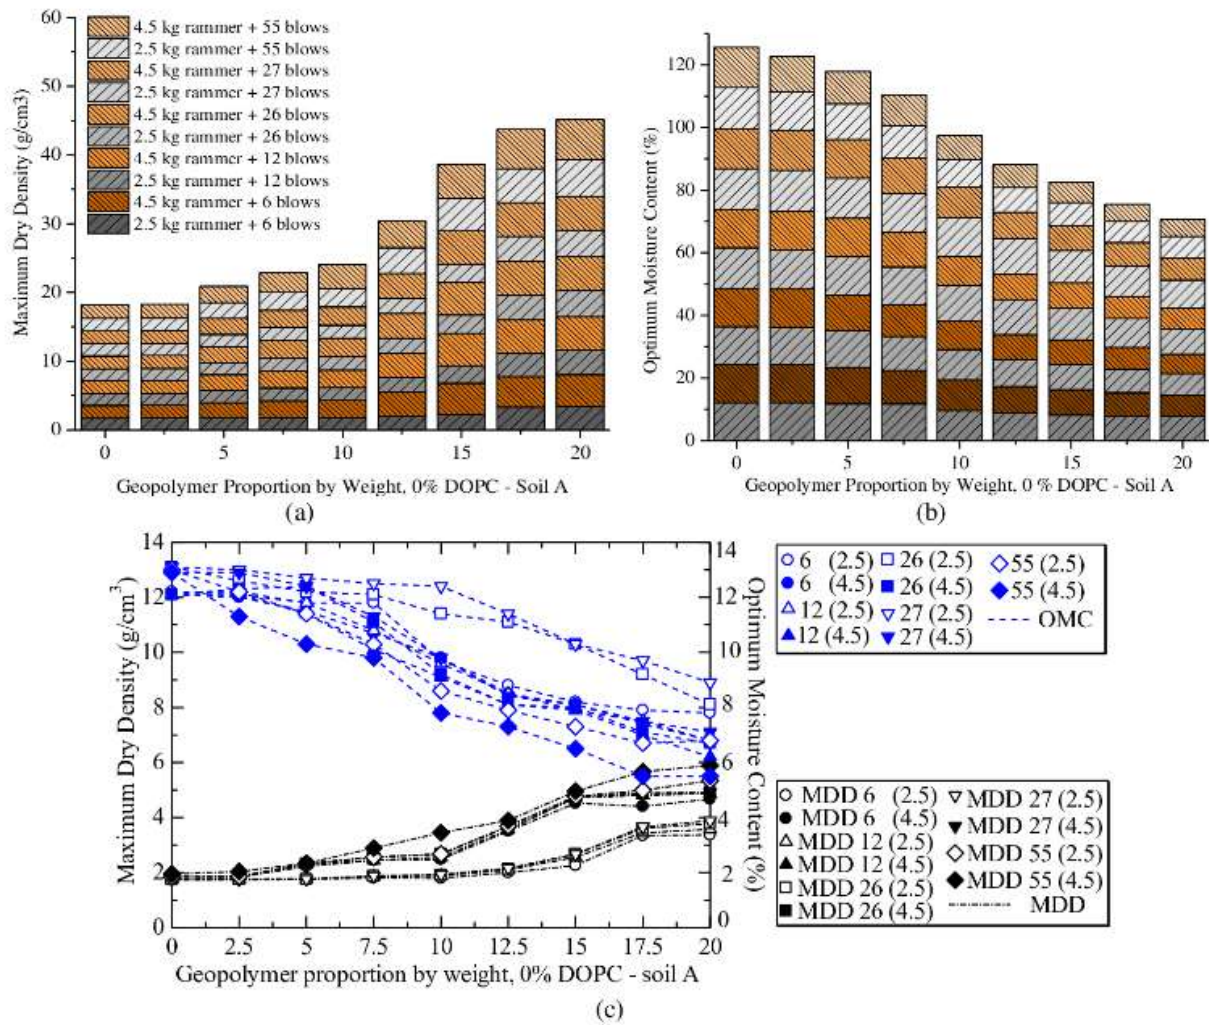 60
50
40
30
20
10
0
Maximum Dry Density (g/cm3)
4.5 kg rammer + 55 blows
2.5 kg rammer + 55 blows
4.5 kg rammer + 27 blows
2.5 kg rammer + 27 blows
4.5 kg rammer + 26 blows
2.5 kg rammer + 26 blows
4.5 kg rammer + 12 blows
2.5 kg rammer + 12 blows
4.5 kg rammer + 6 blows
2.5 kg rammer + 6 blows
0 5 10 15 20
Geopolymer Proportion by Weight, 0% DOPC - Soil A
(a)
120
100
80
60
40
20
0
Optimum Moisture Content (%)
0 5 10 15 20
Geopolymer Proportion by Weight, 0 % DOPC - Soil A
(b)
14
12
10
8
6
4
2
0
Maximum Dry Density (g/cm³)
14
12
10
8
6
4
2
0
Optimum Moisture Content (%)
0 2.5 5 7.5 10 12.5 15 17.5 20
Geopolymer proportion by weight, 0% DOPC - soil A
(c)
6 (2.5) 26 (2.5) 55 (2.5)
6 (4.5) 26 (4.5) 55 (4.5)
12 (2.5) 27 (2.5) OMC
12 (4.5) 27 (4.5)
MDD 6 (2.5) MDD 27 (2.5)
MDD 6 (4.5) MDD 27 (4.5)
MDD 12 (2.5) MDD 55 (2.5)
MDD 12 (4.5) MDD 55 (4.5)
MDD 26 (2.5) MDD
MDD 26 (4.5)